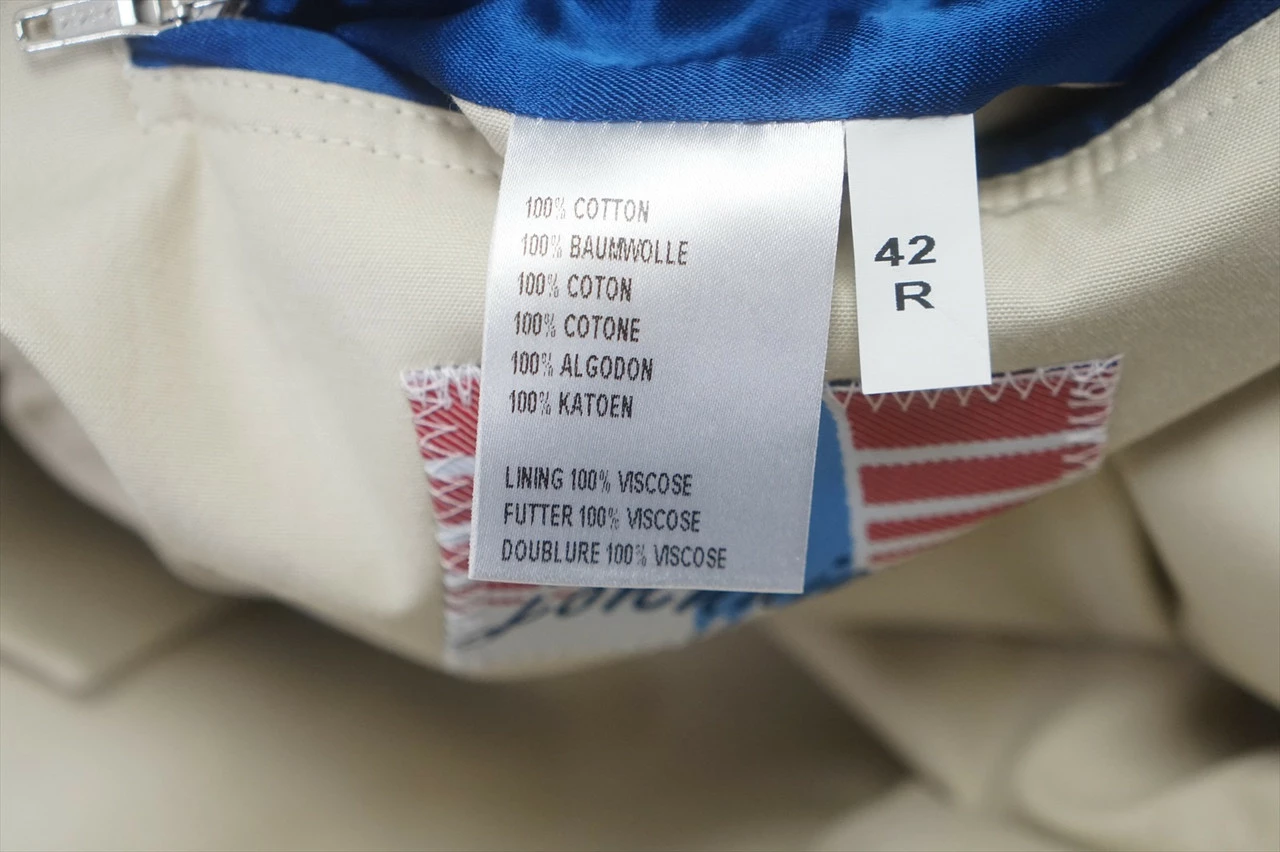 100% COTTON
100% BAUMWOLLE
100% COTON
100% COTONE
100% ALGODON
100% KATOEN
LINING 100% VISCOSE
FUTTER 100% VISCOSE
DOUBLURE 100% VISCOSE
42
R